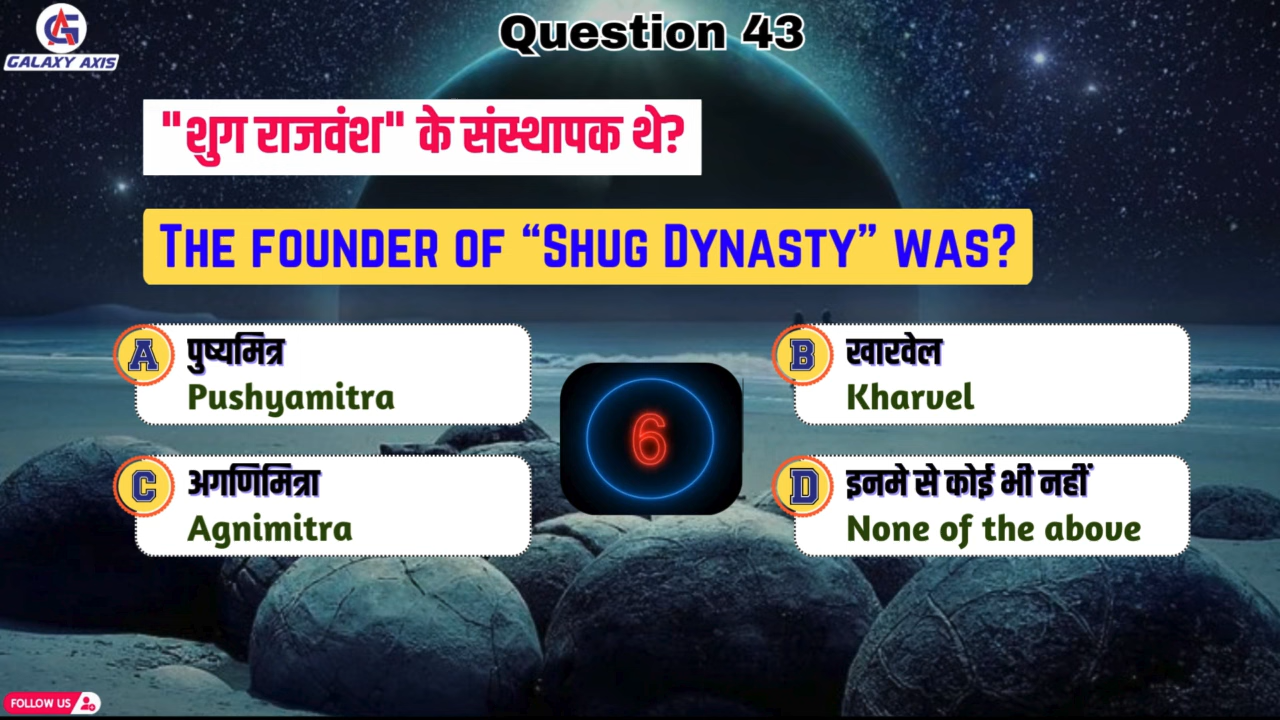 GALAXY AXIS
Question 43
"शुग राजवंश" के संस्थापक थे?
THE FOUNDER OF “SHUG DYNASTY” WAS?
A
पुष्यमित्र
Pushyamitra
B
खारवेल
Kharvel
6
C
अगणिमित्रा
Agnimitra
D
इनमे से कोई भी नहीं
None of the above
FOLLOW US